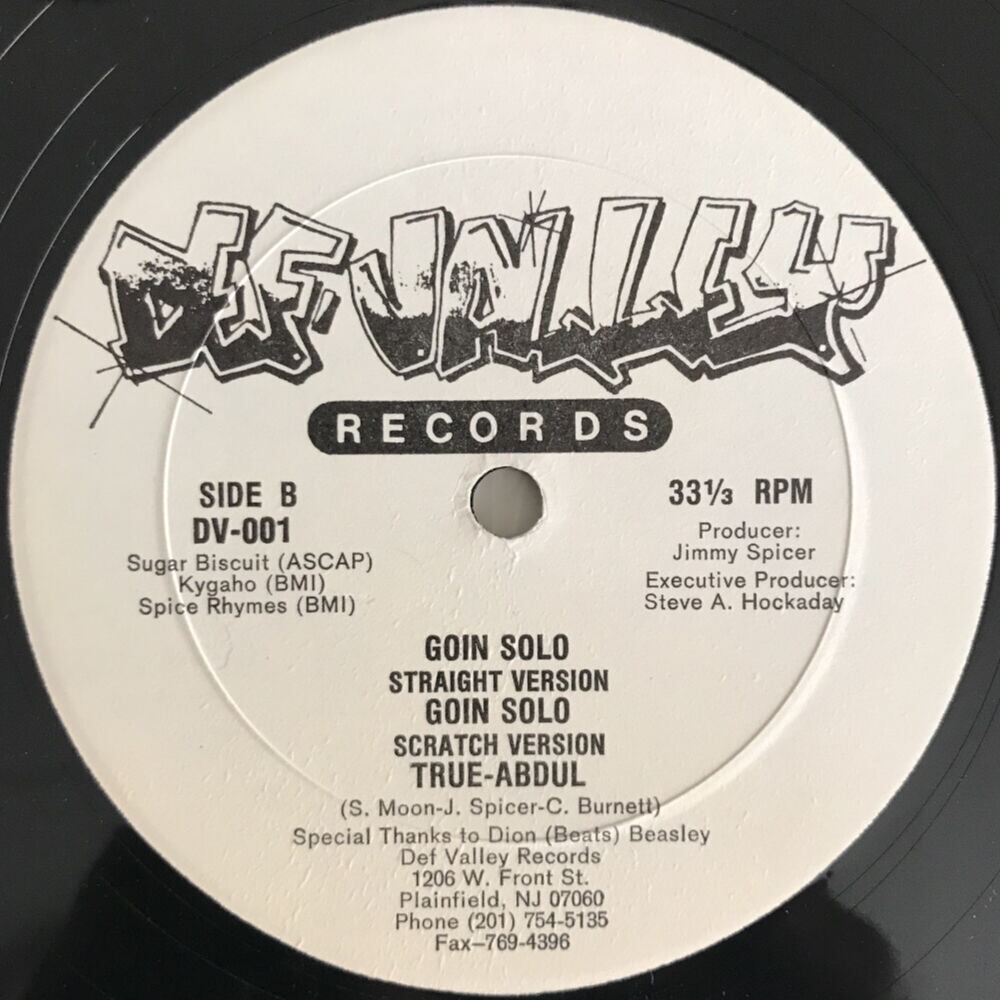 DEF VALLEY
RECORDS
SIDE B
DV-001
Sugar Biscuit (ASCAP)
Kygaho (BMI)
Spice Rhymes (BMI)
33⅓ RPM
Producer:
Jimmy Spicer
Executive Producer:
Steve A. Hockaday
GOIN SOLO
STRAIGHT VERSION
GOIN SOLO
SCRATCH VERSION
TRUE-ABDUL
(S. Moon-J. Spicer-C. Burnett)
Special Thanks to Dion (Beats) Beasley
Def Valley Records
1206 W. Front St.
Plainfield, NJ 07060
Phone (201) 754-5135
Fax–769-4396